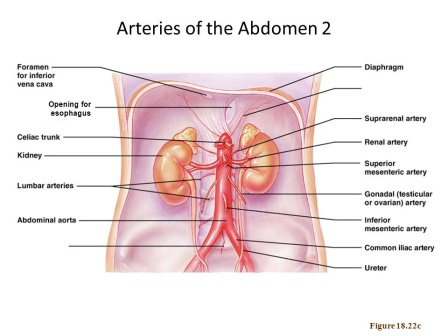 Arteries of the Abdomen 2
Foramen
for inferior
vena cava
Opening for
esophagus
Celiac trunk
Kidney
Lumbar arteries
Abdominal aorta
Diaphragm
Suprarenal artery
Renal artery
Superior
mesenteric artery
Gonadal (testicular
or ovarian) artery
Inferior
mesenteric artery
Common iliac artery
Ureter
Figure 18.22c